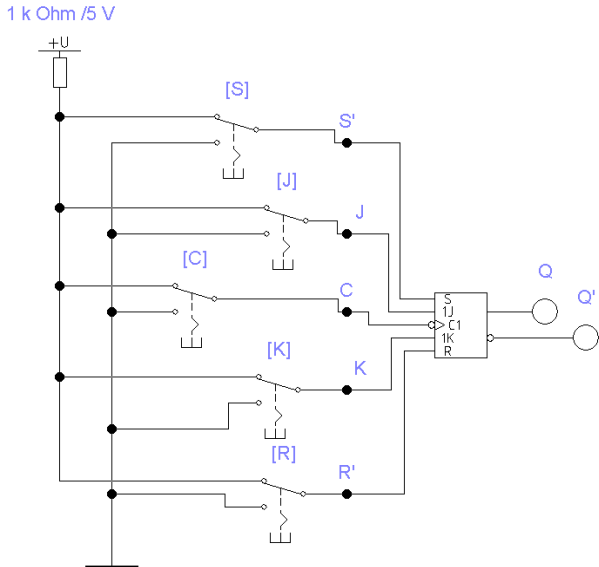 1 k Ohm /5 V
+U
[S]
S'
[J]
J
[C]
C
Q
Q'
S
1J
C1
1K
R
[K]
K
[R]
R'